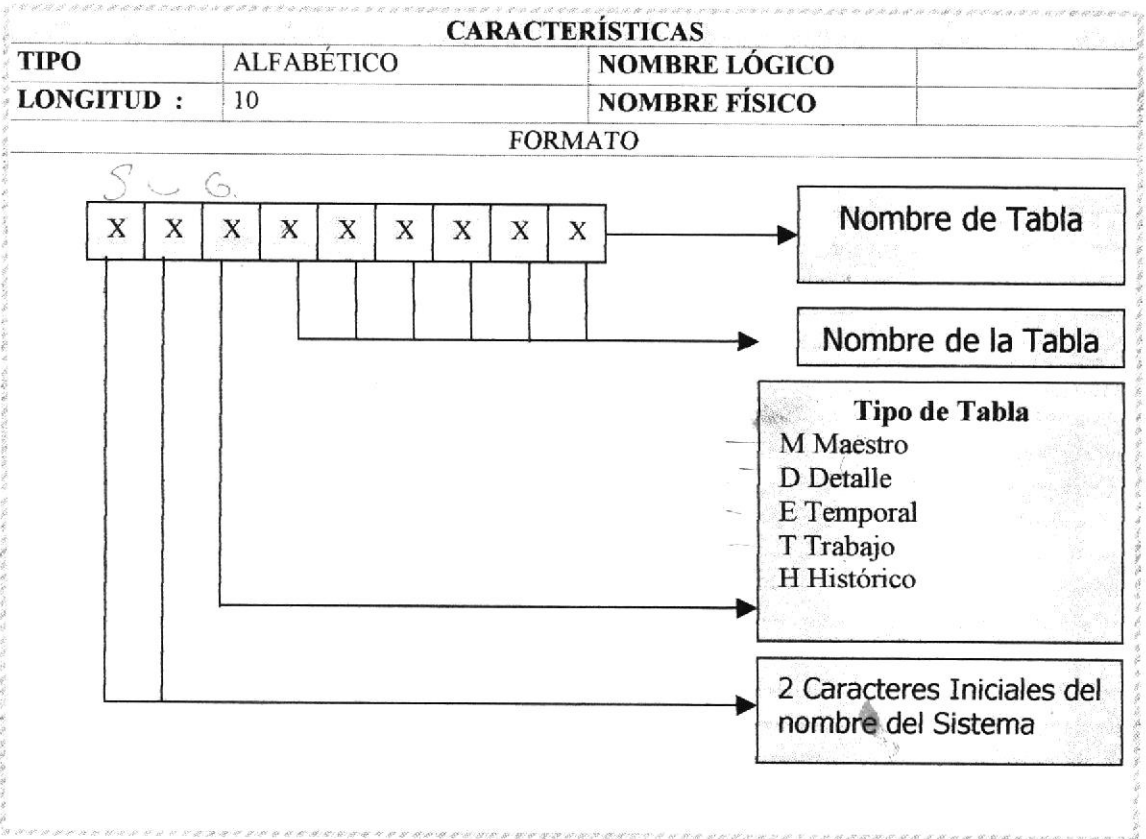 CARACTERÍSTICAS
TIPO ALFABÉTICO NOMBRE LÓGICO
LONGITUD : 10 NOMBRE FÍSICO
FORMATO
S U G.
X X X X X X X X X
Nombre de Tabla
Nombre de la Tabla
Tipo de Tabla
M Maestro
D Detalle
E Temporal
T Trabajo
H Histórico
2 Caracteres Iniciales del
nombre del Sistema